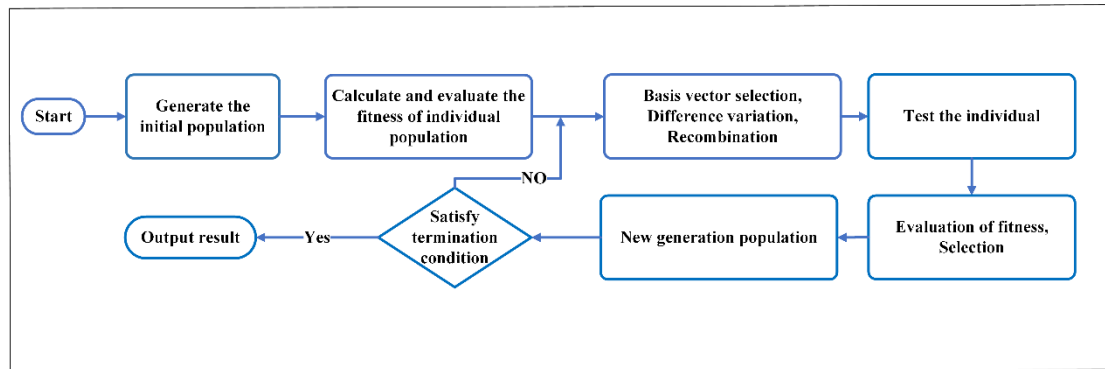 Start
Generate the
initial population
Calculate and evaluate the
fitness of individual
population
Basis vector selection,
Difference variation,
Recombination
Test the individual
NO
Output result
Yes
Satisfy
termination
condition
New generation population
Evaluation of fitness,
Selection